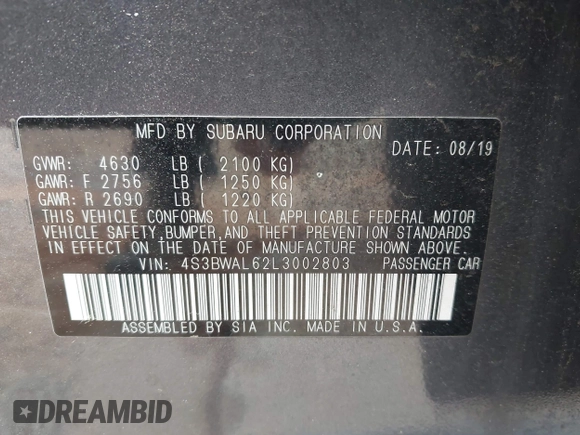 MFD BY SUBARU CORPORATION
DATE: 08/19
GVWR: 4630 LB ( 2100 KG)
GAWR: F 2756 LB ( 1250 KG)
GAWR: R 2690 LB ( 1220 KG)
THIS VEHICLE CONFORMS TO ALL APPLICABLE FEDERAL MOTOR
VEHICLE SAFETY,BUMPER,AND THEFT PREVENTION STANDARDS
IN EFFECT ON THE DATE OF MANUFACTURE SHOWN ABOVE.
VIN: 4S3BWAL62L3002803 PASSENGER CAR
ASSEMBLED BY SIA INC. MADE IN U.S.A.
DREAMBID